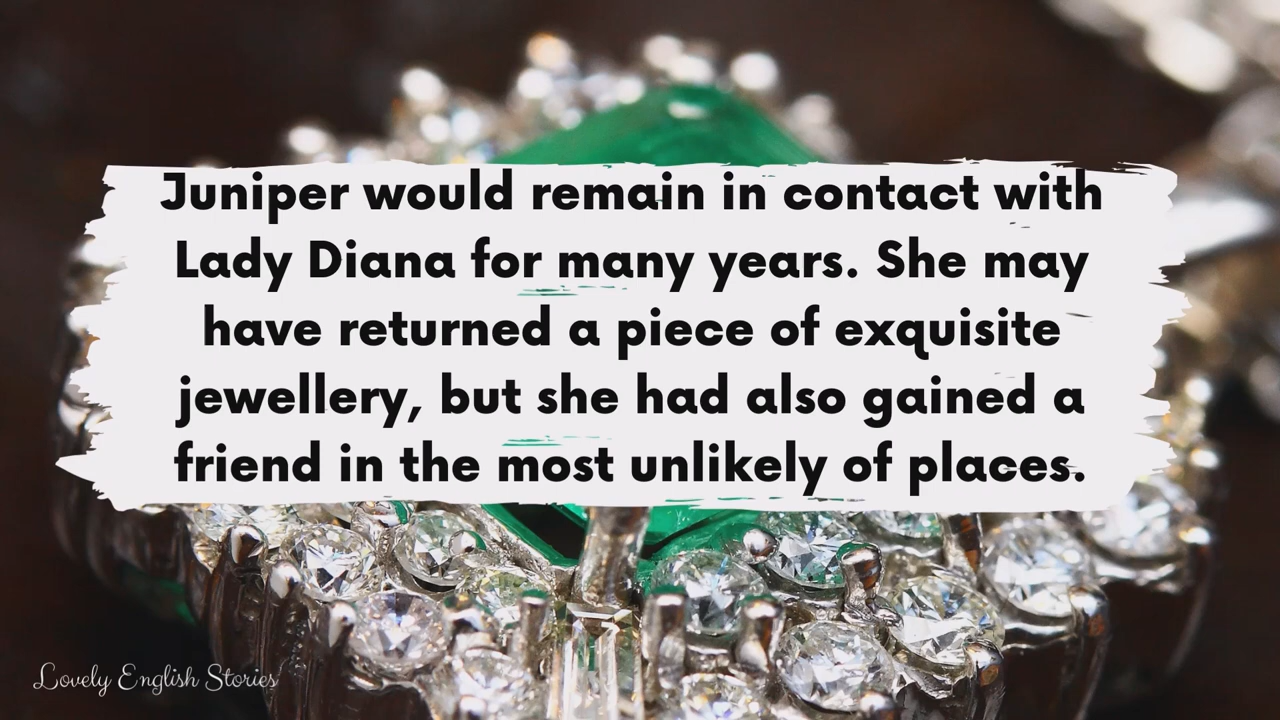 Juniper would remain in contact with
Lady Diana for many years. She may
have returned a piece of exquisite
jewellery, but she had also gained a
friend in the most unlikely of places.
Lovely English Stories